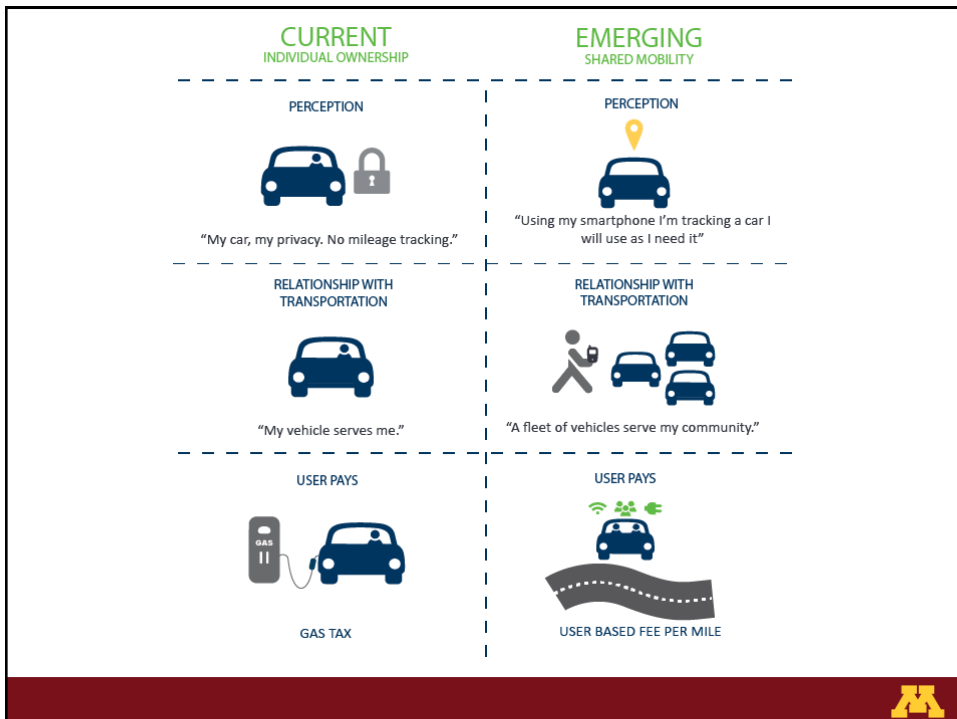 CURRENT
INDIVIDUAL OWNERSHIP
EMERGING
SHARED MOBILITY
PERCEPTION
“My car, my privacy. No mileage tracking.”
PERCEPTION
“Using my smartphone I’m tracking a car I
will use as I need it”
RELATIONSHIP WITH
TRANSPORTATION
“My vehicle serves me.”
RELATIONSHIP WITH
TRANSPORTATION
“A fleet of vehicles serve my community.”
USER PAYS
GAS
GAS TAX
USER PAYS
USER BASED FEE PER MILE
M